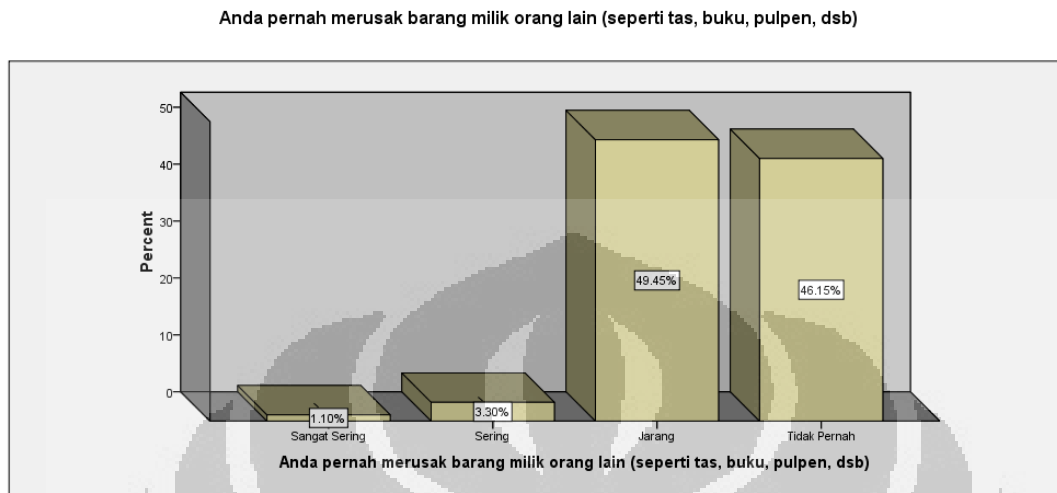 Anda pernah merusak barang milik orang lain (seperti tas, buku, pulpen, dsb)
50
40
30
20
10
0
Percent
1.10%
3.30%
49.45%
46.15%
Sangat Sering
Sering
Jarang
Tidak Pernah
Anda pernah merusak barang milik orang lain (seperti tas, buku, pulpen, dsb)